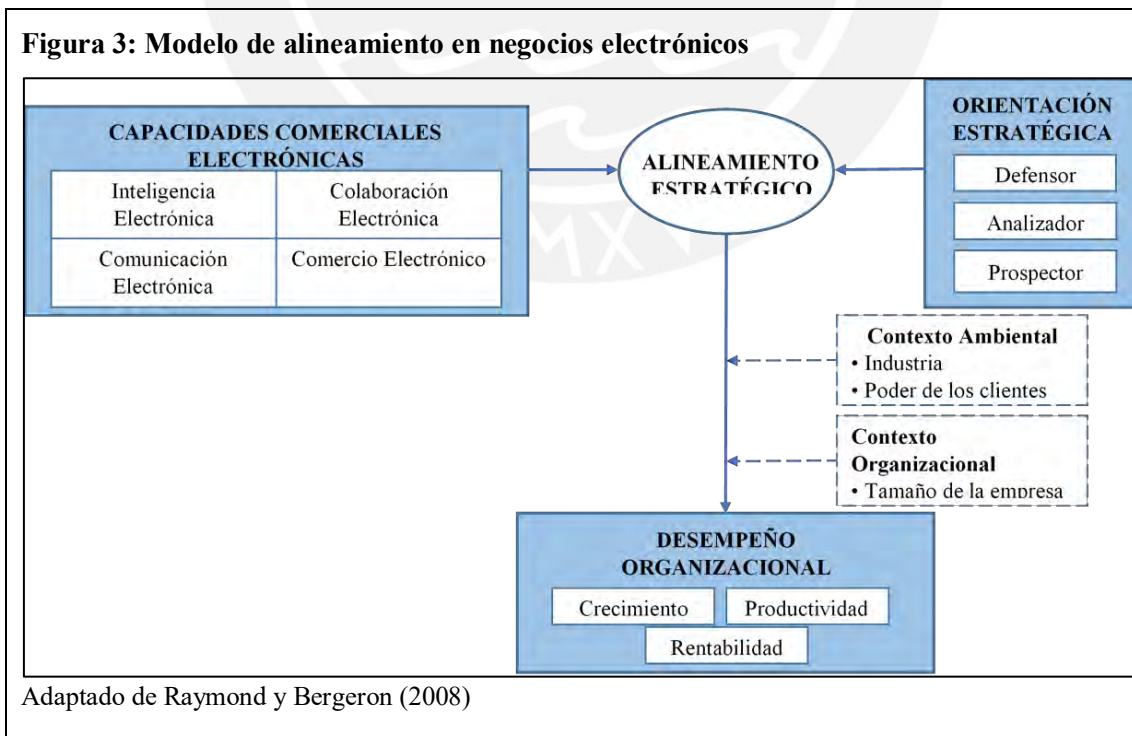 Figura 3: Modelo de alineamiento en negocios electrónicos
CAPACIDADES COMERCIALES
ELECTRÓNICAS
Inteligencia
Electrónica
Colaboración
Electrónica
Comunicación
Electrónica
Comercio Electrónico
ALINEAMIENTO
ESTRATÉGICO
ORIENTACIÓN
ESTRATÉGICA
Defensor
Analizador
Prospector
Contexto Ambiental
• Industria
• Poder de los clientes
Contexto
Organizacional
• Tamaño de la empresa
DESEMPEÑO
ORGANIZACIONAL
Crecimiento
Productividad
Rentabilidad
Adaptado de Raymond y Bergeron (2008)